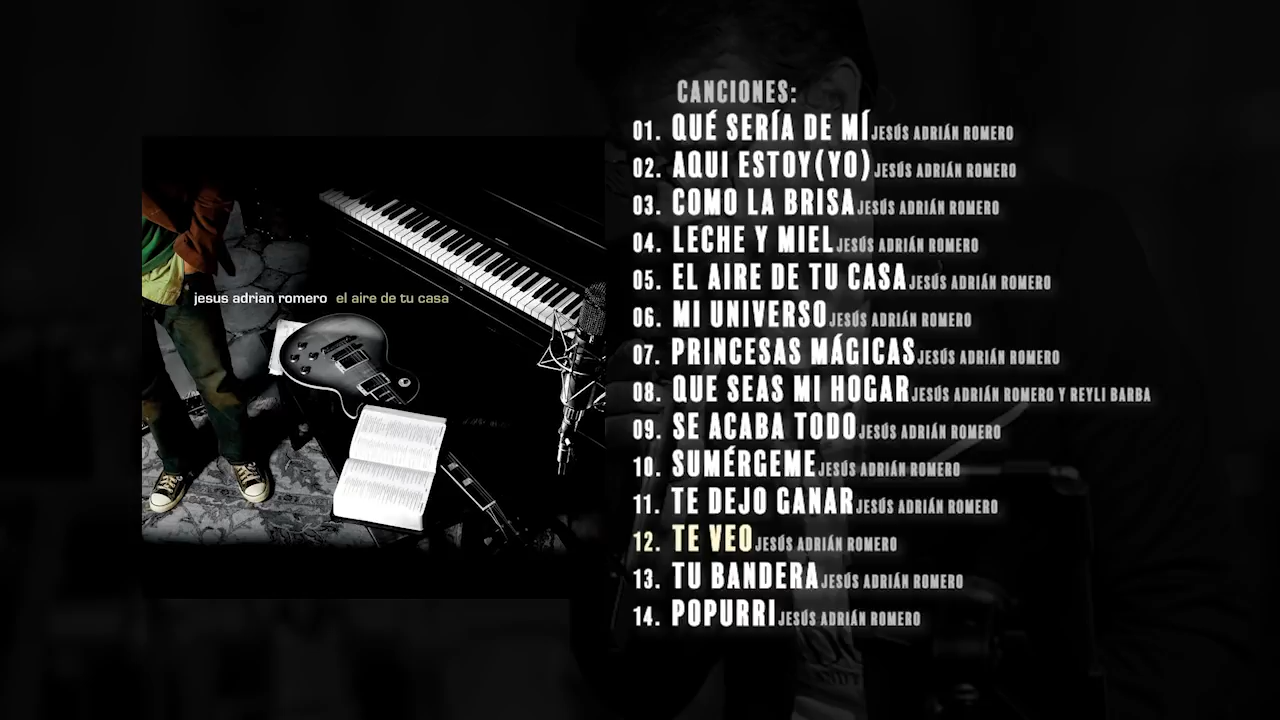 jesus adrian romero el aire de tu casa
CANCIONES:
01. QUÉ SERÍA DE MÍ JESÚS ADRIÁN ROMERO
02. AQUI ESTOY(YO) JESÚS ADRIÁN ROMERO
03. COMO LA BRISA JESÚS ADRIÁN ROMERO
04. LECHE Y MIEL JESÚS ADRIÁN ROMERO
05. EL AIRE DE TU CASA JESÚS ADRIÁN ROMERO
06. MI UNIVERSO JESÚS ADRIÁN ROMERO
07. PRINCESAS MÁGICAS JESÚS ADRIÁN ROMERO
08. QUE SEAS MI HOGAR JESÚS ADRIÁN ROMERO Y REYLI BARBA
09. SE ACABA TODO JESÚS ADRIÁN ROMERO
10. SUMÉRGEME JESÚS ADRIÁN ROMERO
11. TE DEJO GANAR JESÚS ADRIÁN ROMERO
12. TE VEO JESÚS ADRIÁN ROMERO
13. TU BANDERA JESÚS ADRIÁN ROMERO
14. POPURRI JESÚS ADRIÁN ROMERO